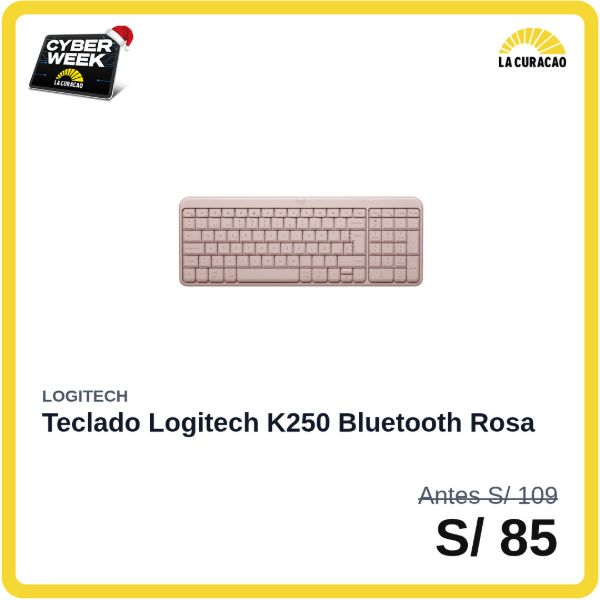 CYBER
WEEK
LA CURACAO
LA CURACAO
LOGITECH
Teclado Logitech K250 Bluetooth Rosa
Antes S/ 109
S/ 85